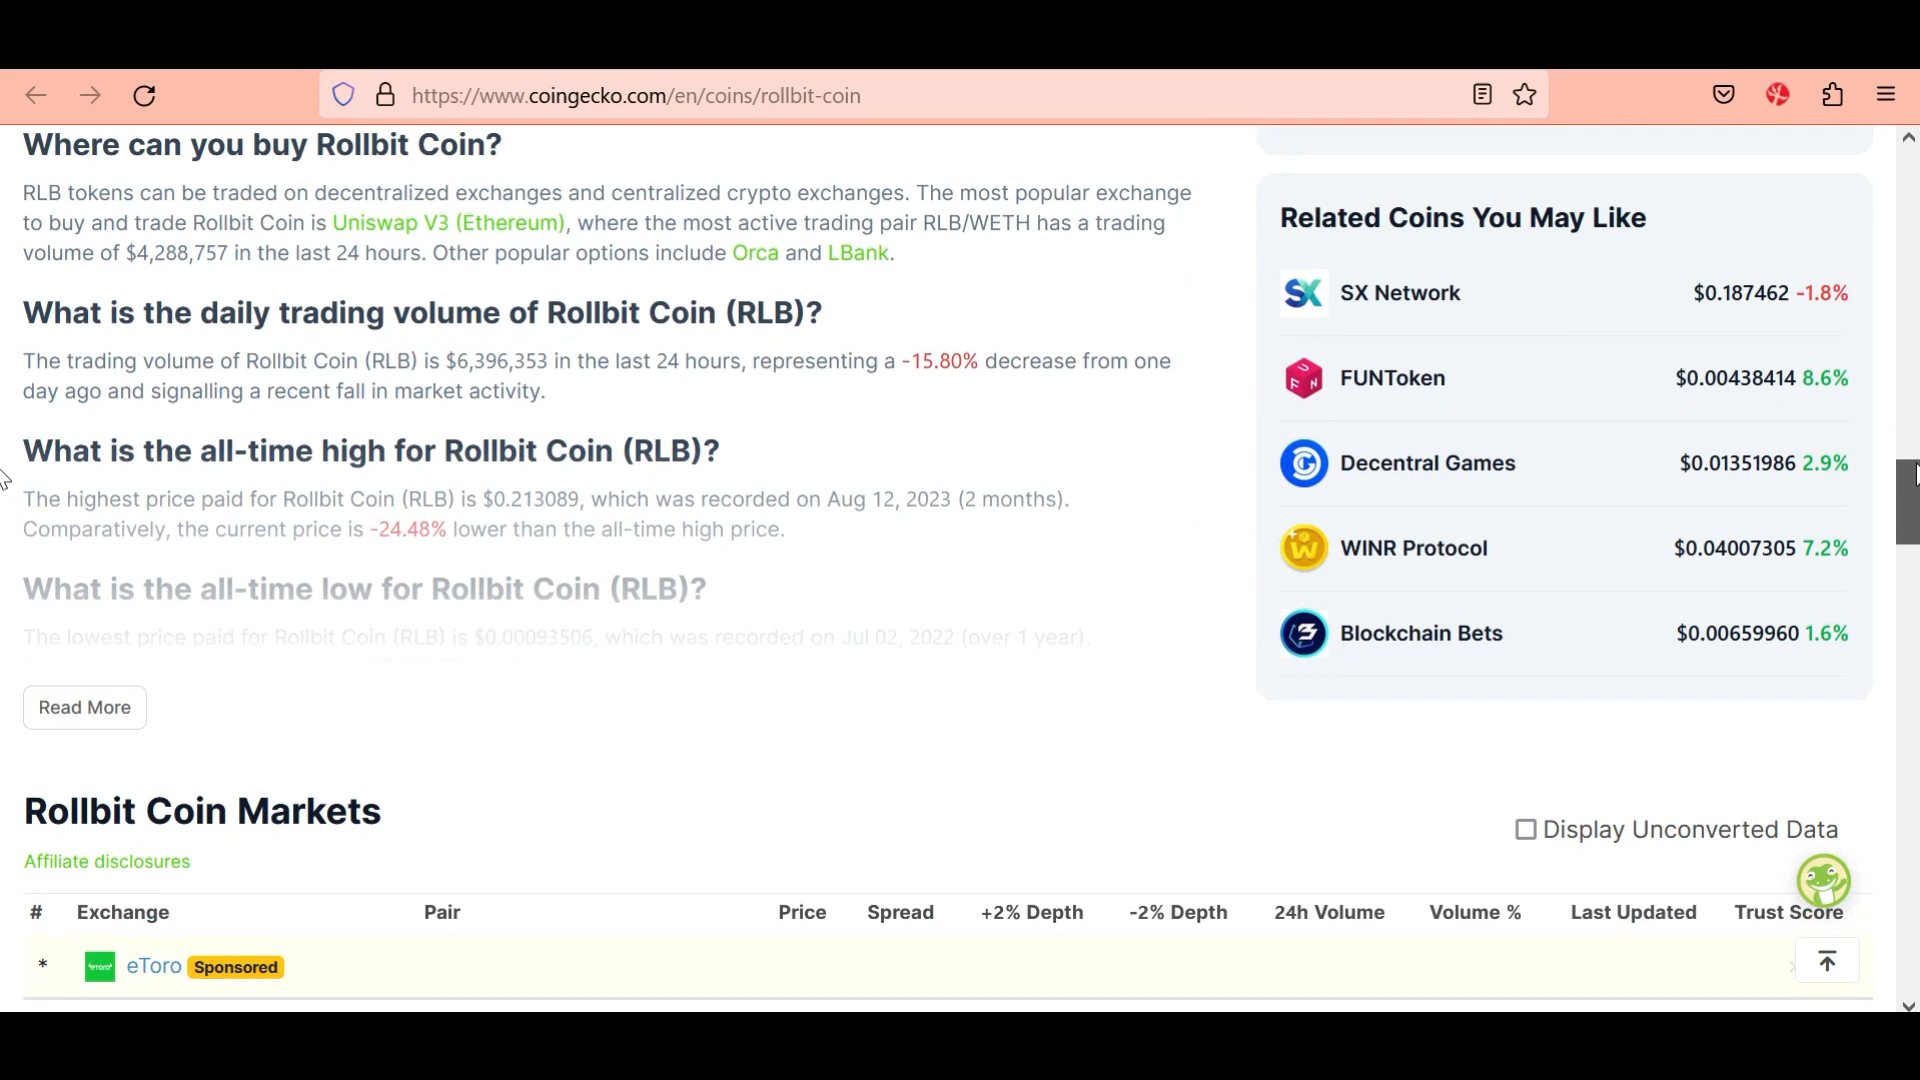 https://www.coingecko.com/en/coins/rollbit-coin
Where can you buy Rollbit Coin?
RLB tokens can be traded on decentralized exchanges and centralized crypto exchanges. The most popular exchange
to buy and trade Rollbit Coin is Uniswap V3 (Ethereum), where the most active trading pair RLB/WETH has a trading
volume of $4,288,757 in the last 24 hours. Other popular options include Orca and LBank.
What is the daily trading volume of Rollbit Coin (RLB)?
The trading volume of Rollbit Coin (RLB) is $6,396,353 in the last 24 hours, representing a -15.80% decrease from one
day ago and signalling a recent fall in market activity.
What is the all-time high for Rollbit Coin (RLB)?
The highest price paid for Rollbit Coin (RLB) is $0.213089, which was recorded on Aug 12, 2023 (2 months).
Comparatively, the current price is -24.48% lower than the all-time high price.
What is the all-time low for Rollbit Coin (RLB)?
The lowest price paid for Rollbit Coin (RLB) is $0.00093506, which was recorded on Jul 02, 2022 (over 1 year).
Read More
Related Coins You May Like
SX Network $0.187462 -1.8%
FUNToken $0.00438414 8.6%
Decentral Games $0.01351986 2.9%
WINR Protocol $0.04007305 7.2%
Blockchain Bets $0.00659960 1.6%
Rollbit Coin Markets
Display Unconverted Data
Affiliate disclosures
# Exchange Pair Price Spread +2% Depth -2% Depth 24h Volume Volume % Last Updated Trust Score
* eToro eToro Sponsored